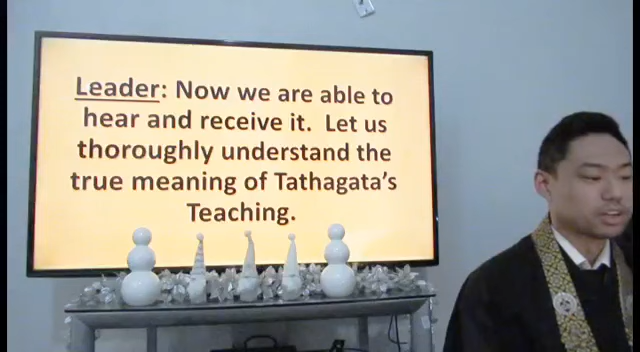 Leader: Now we are able to
hear and receive it. Let us
thoroughly understand the
true meaning of Tathagata's
Teaching.